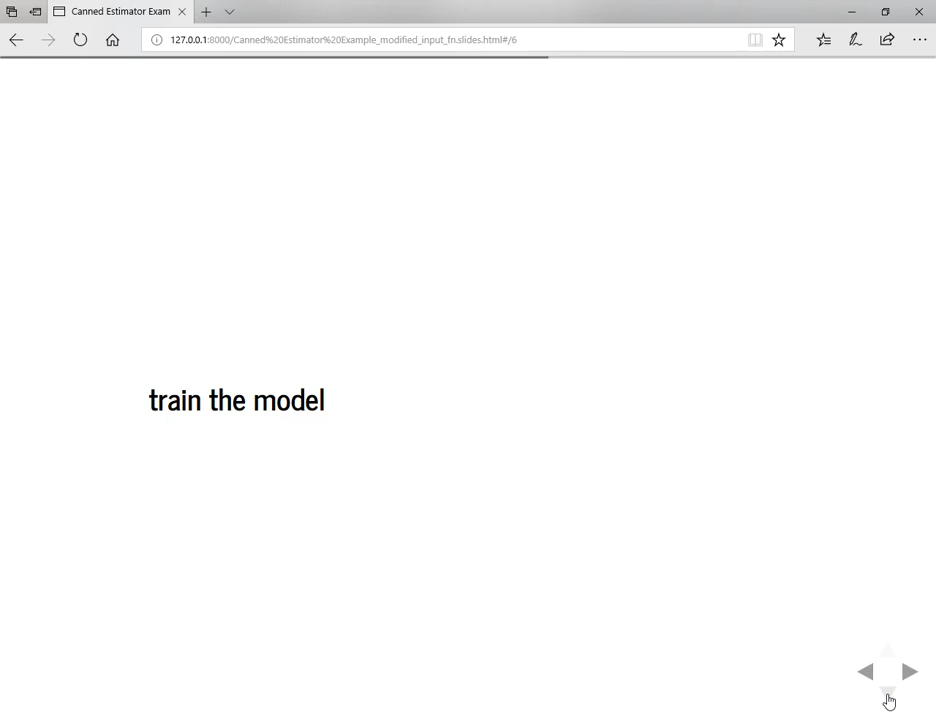 Canned Estimator Exam
127.0.0.1:8000/Canned%20Estimator%20Example_modified_input_fn.slides.html#/6
train the model